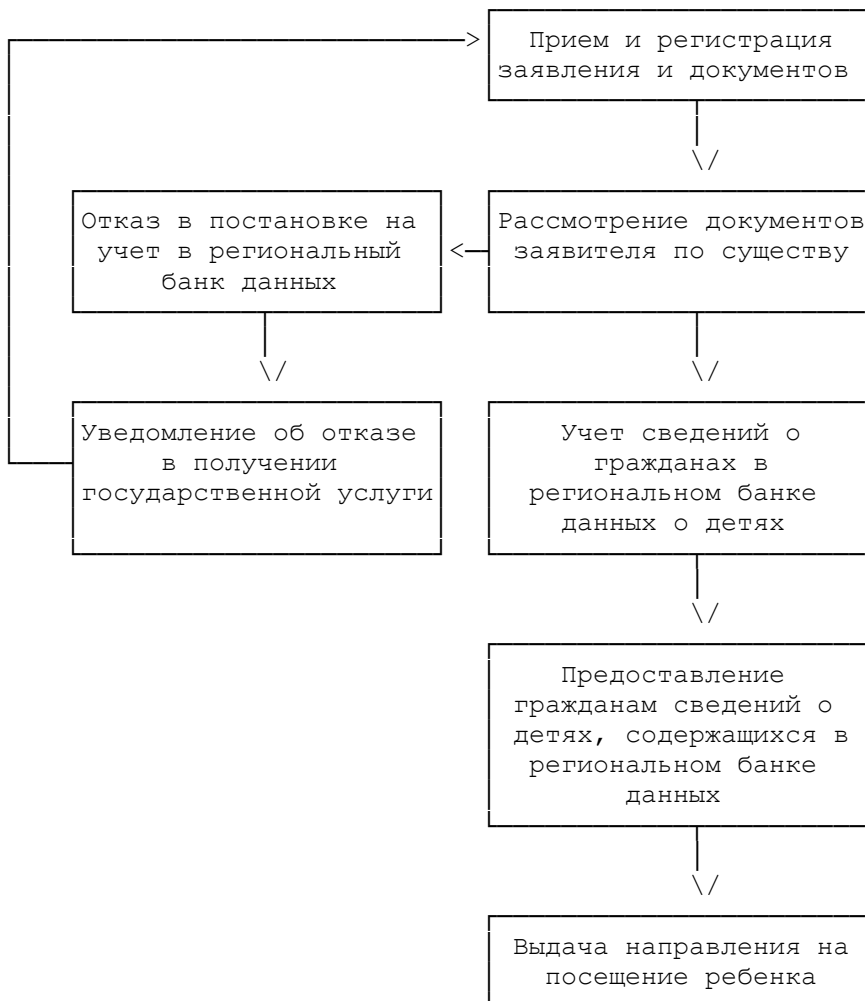 Прием и регистрация
заявления и документов
Отказ в постановке на
учет в региональный
банк данных
Рассмотрение документов
заявителя по существу
Уведомление об отказе
в получении
государственной услуги
Учет сведений о
гражданах в
региональном банке
данных о детях
Предоставление
гражданам сведений о
детях, содержащихся в
региональном банке
данных
Выдача направления на
посещение ребенка